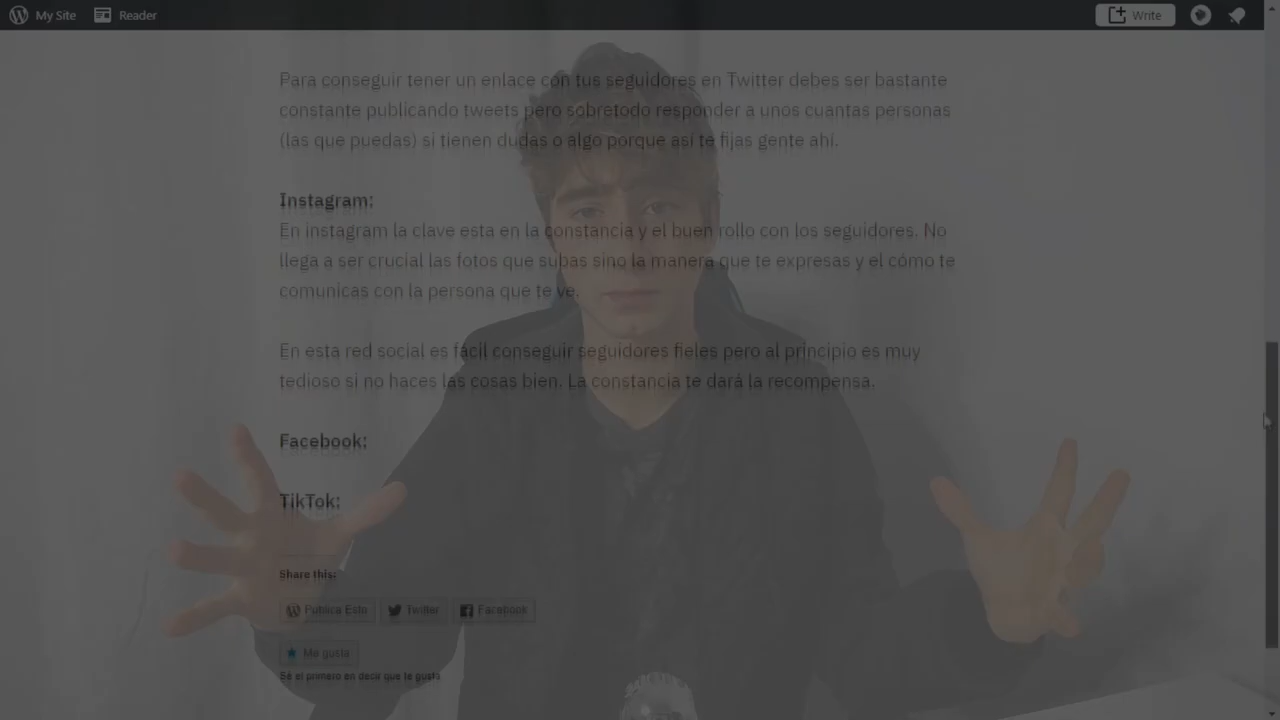 My Site
Reader
Write
Para conseguir tener un enlace con tus seguidores en Twitter debes ser bastante
constante publicando tweets pero sobretodo responder a unos cuantas personas
(las que puedas) si tienen dudas o algo porque asi te fijas gente ahí.
Instagram:
En instagram la clave esta en la constancia y el buen rollo con los seguidores. No
llega a ser crucial las fotos que subas sino la manera que te expresas y el cómo te
comunicas con la persona que te ve.
En esta red social es fácil conseguir seguidores fieles pero al principio es muy
tedioso si no haces las cosas bien. La constancia te dará la recompensa.
Facebook:
TikTok:
Share this:
Publica Esto
Twitter
Facebook
Me gusta
Sé el primero en decir que te gusta